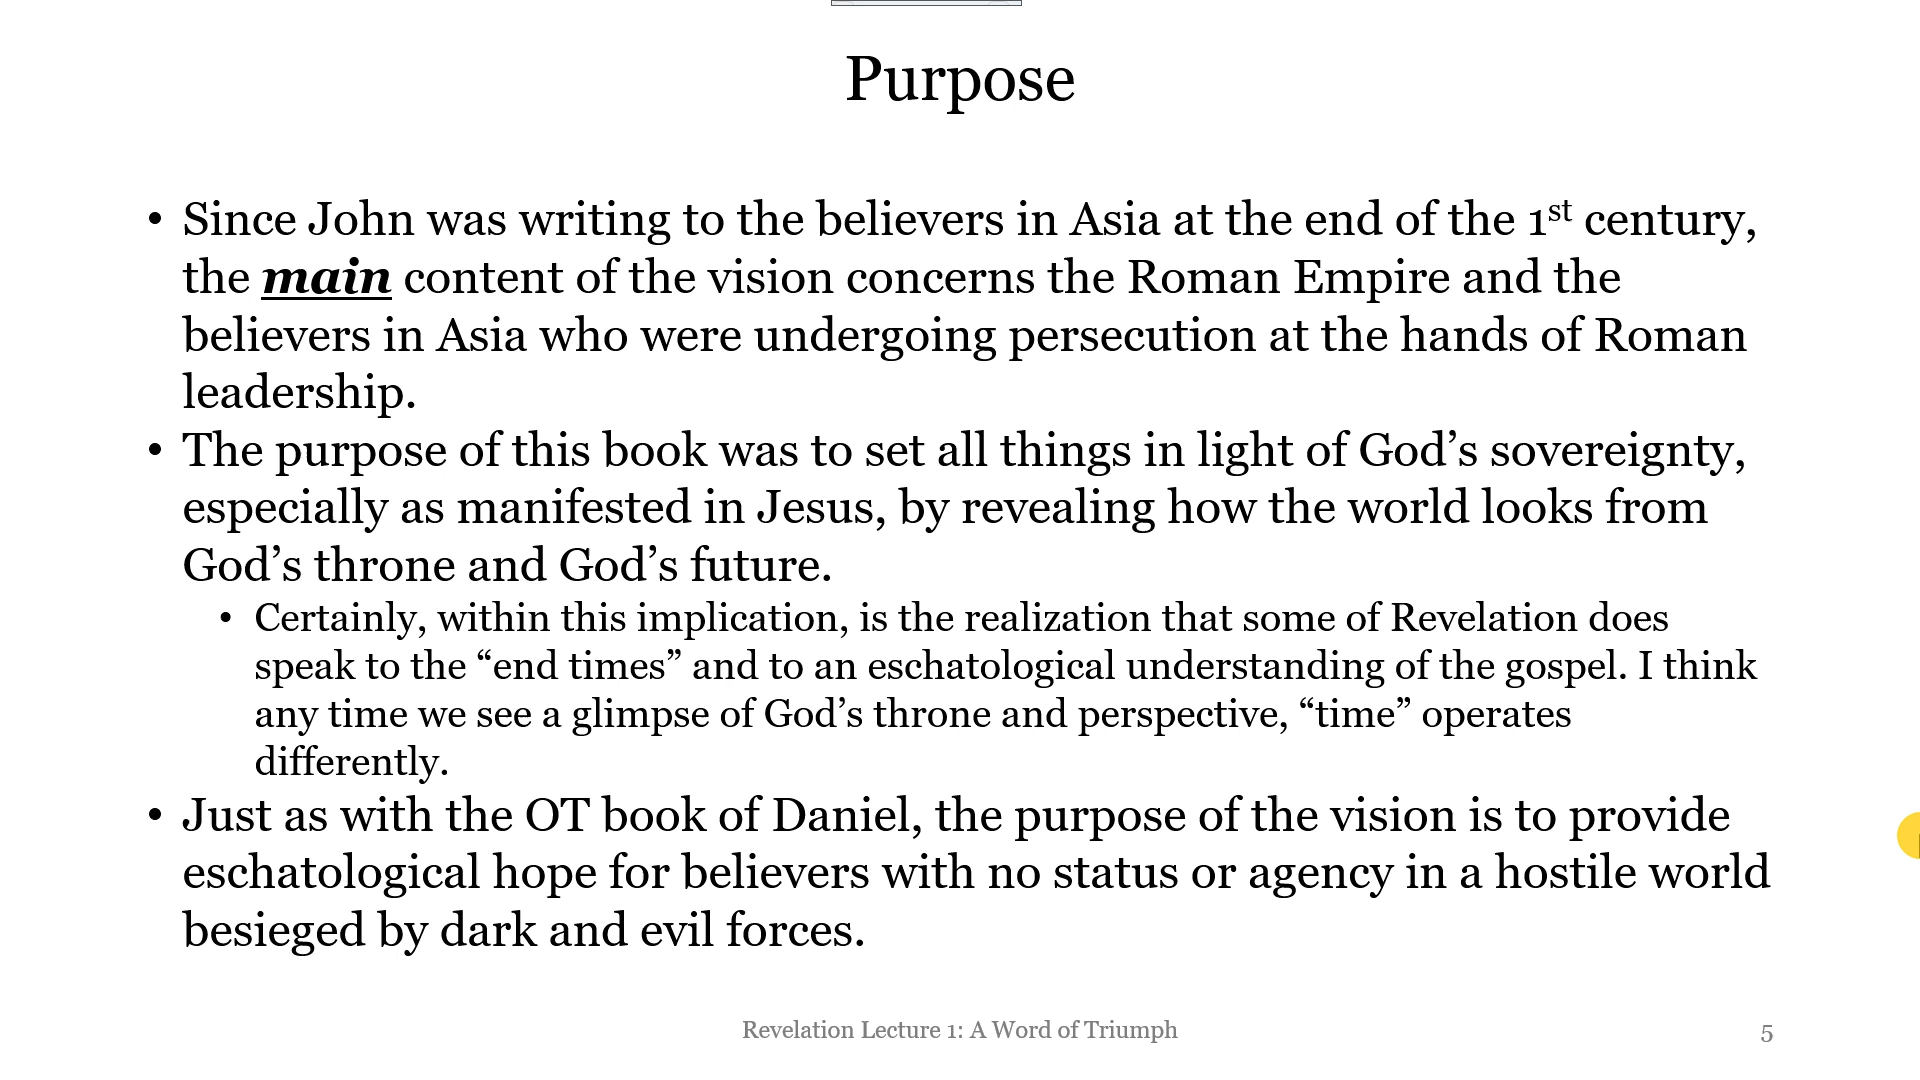 Purpose
• Since John was writing to the believers in Asia at the end of the 1st century,
the main content of the vision concerns the Roman Empire and the
believers in Asia who were undergoing persecution at the hands of Roman
leadership.
• The purpose of this book was to set all things in light of God’s sovereignty,
especially as manifested in Jesus, by revealing how the world looks from
God’s throne and God’s future.
• Certainly, within this implication, is the realization that some of Revelation does
speak to the “end times” and to an eschatological understanding of the gospel. I think
any time we see a glimpse of God’s throne and perspective, “time” operates
differently.
• Just as with the OT book of Daniel, the purpose of the vision is to provide
eschatological hope for believers with no status or agency in a hostile world
besieged by dark and evil forces.
Revelation Lecture 1: A Word of Triumph
5